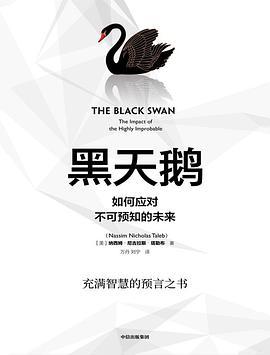 THE BLACK SWAN
The Impact of
the Highly Improbable
黑天鹅
如何应对
不可预知的未来
(Nassim Nicholas Taleb)
[美] 纳西姆·尼古拉斯·塔勒布 著
万丹 刘宁 译
充满智慧的预言之书
中信出版集团